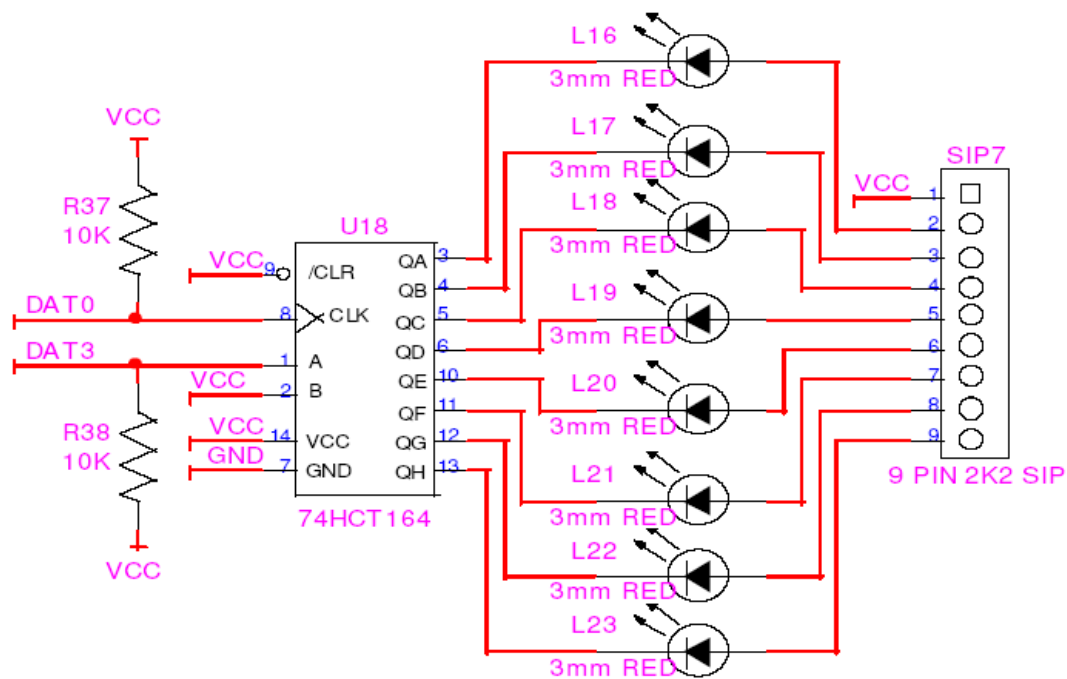 VCC
R37
10K
DAT0
DAT3
R38
10K
VCC
VCC
VCC
VCC
GND
U18
9
8
1
2
14
7
/CLR
CLK
A
B
VCC
GND
QA
QB
QC
QD
QE
QF
QG
QH
3
4
5
6
10
11
12
13
74HCT164
L16
3mm RED
L17
3mm RED
L18
3mm RED
L19
3mm RED
L20
3mm RED
L21
3mm RED
L22
3mm RED
L23
3mm RED
SIP7
VCC
1
2
3
4
5
6
7
8
9
9 PIN 2K2 SIP